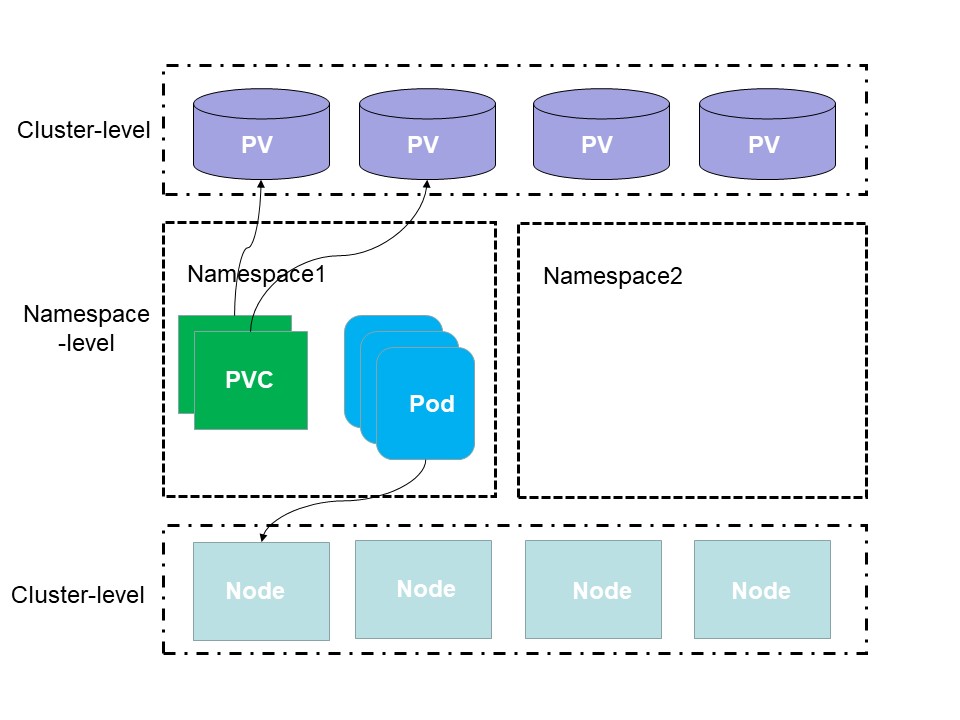 Cluster-level
PV
PV
PV
PV
Namespace
-level
Namespace1
Namespace2
PVC
Pod
Cluster-level
Node
Node
Node
Node